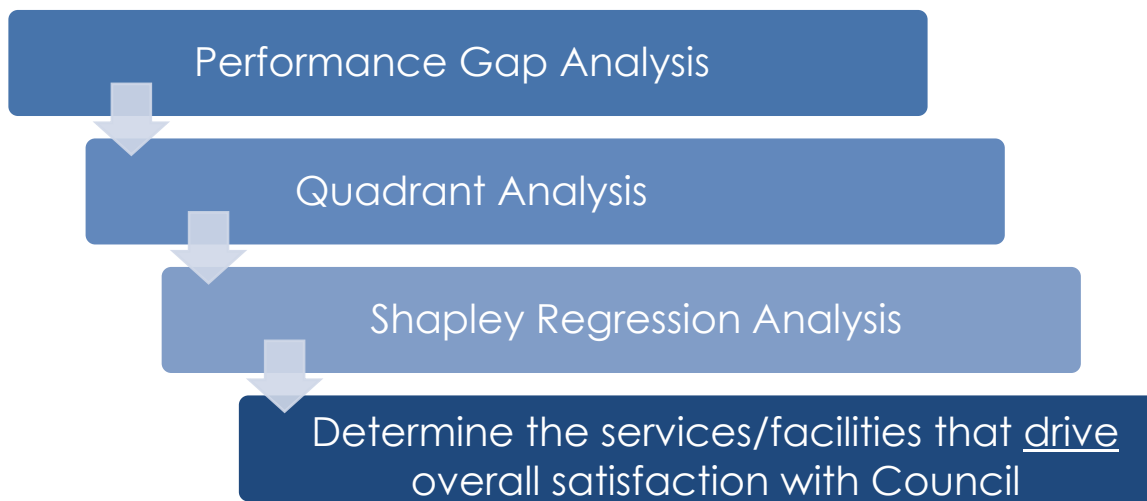 Performance Gap Analysis
Quadrant Analysis
Shapley Regression Analysis
Determine the services/facilities that drive
overall satisfaction with Council